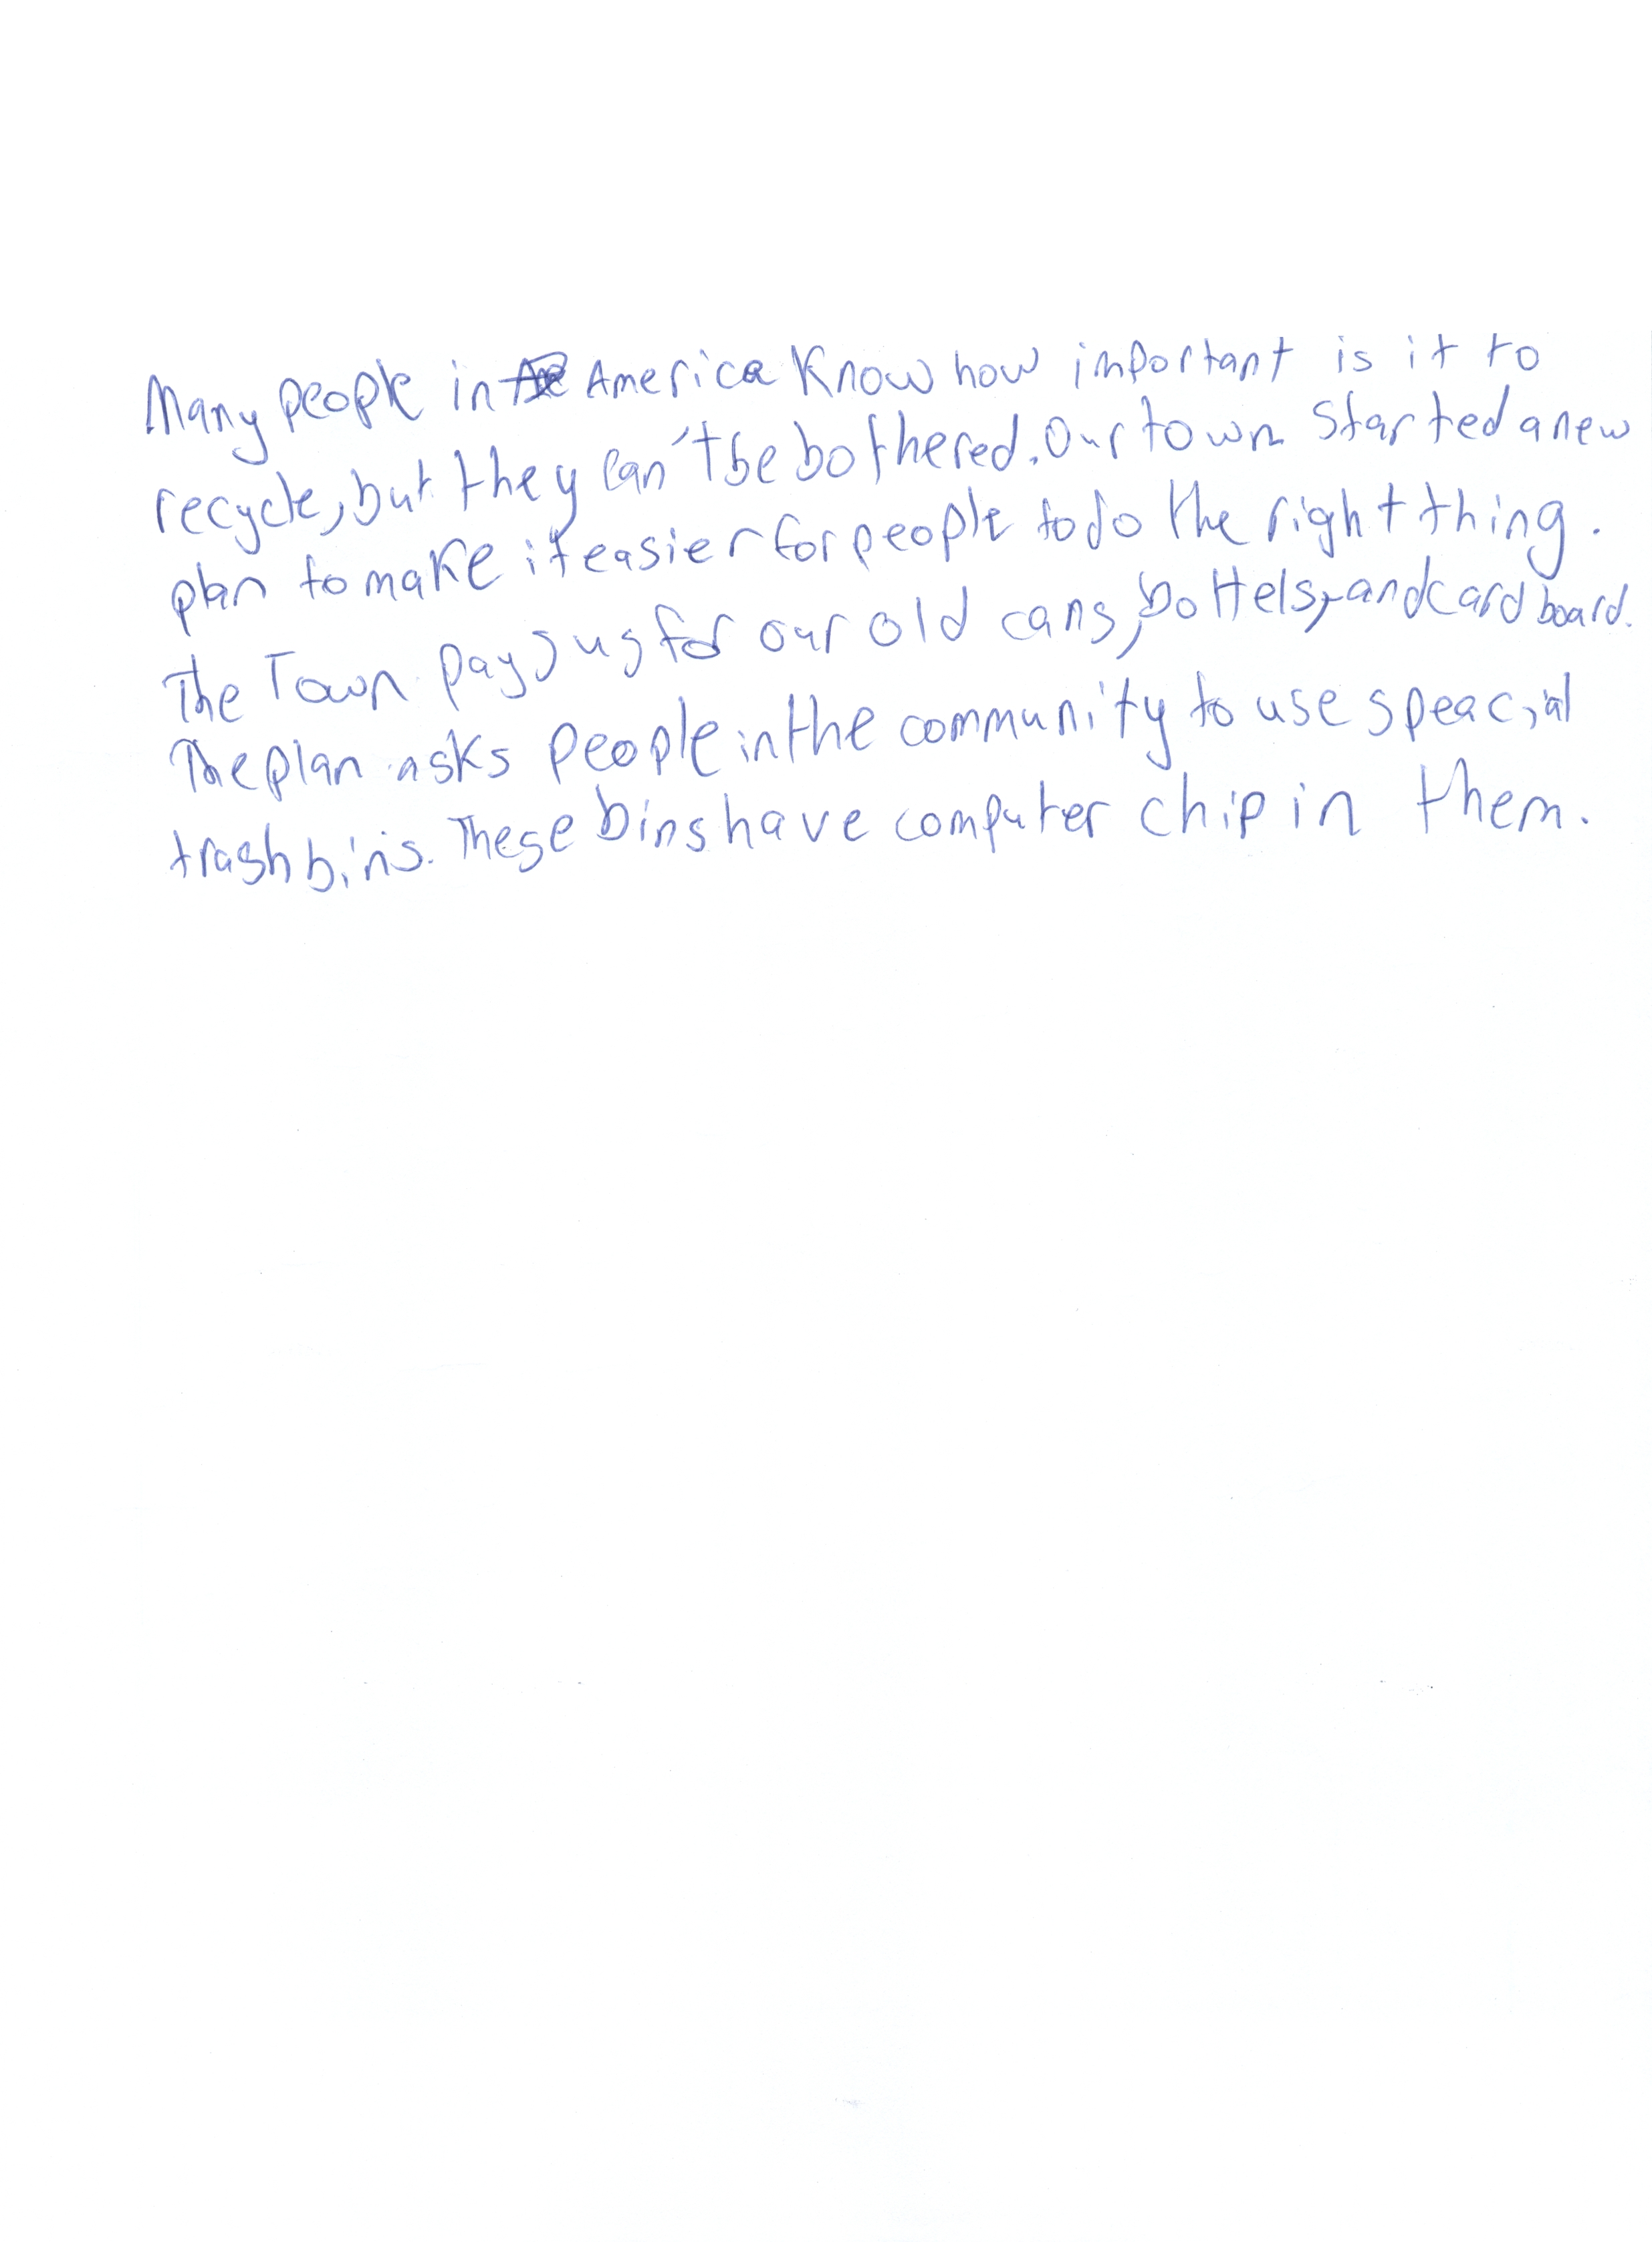 Many people in America know how important is it to
recycle, but they can't be bothered. Our town started a new
plan to make it easier for people to do the right thing.
The Town pays us for our old cans, bottels, and cardboard.
The plan asks people in the community to use speacial
trash bins. These bins have computer chip in them.